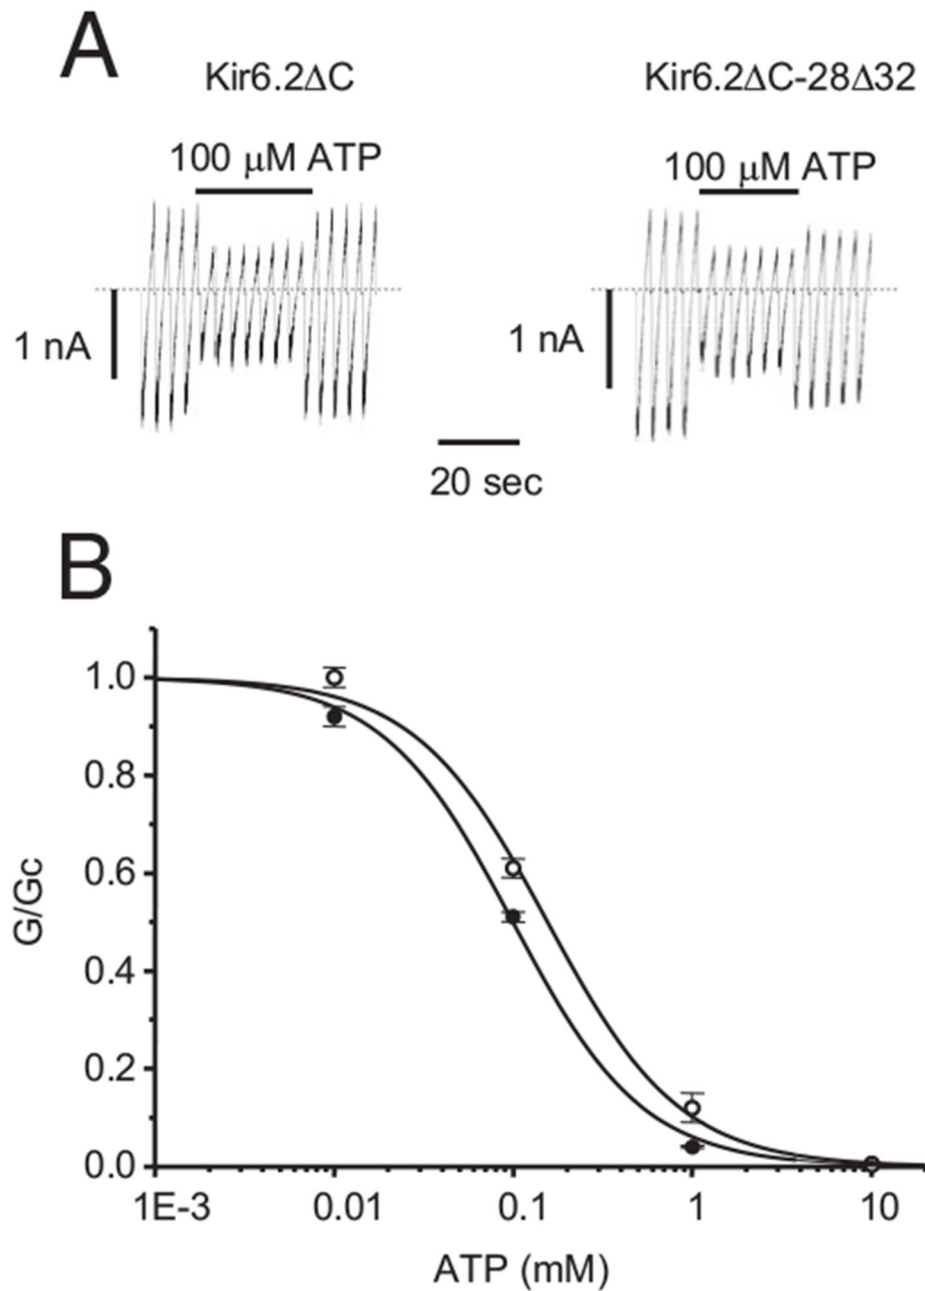 A
Kir6.2ΔC
Kir6.2ΔC-28Δ32
100 μM ATP
100 μM ATP
1 nA
1 nA
20 sec
B
1.0
0.8
0.6
0.4
0.2
0.0
G/Gc
1E-3
0.01
0.1
1
10
ATP (mM)